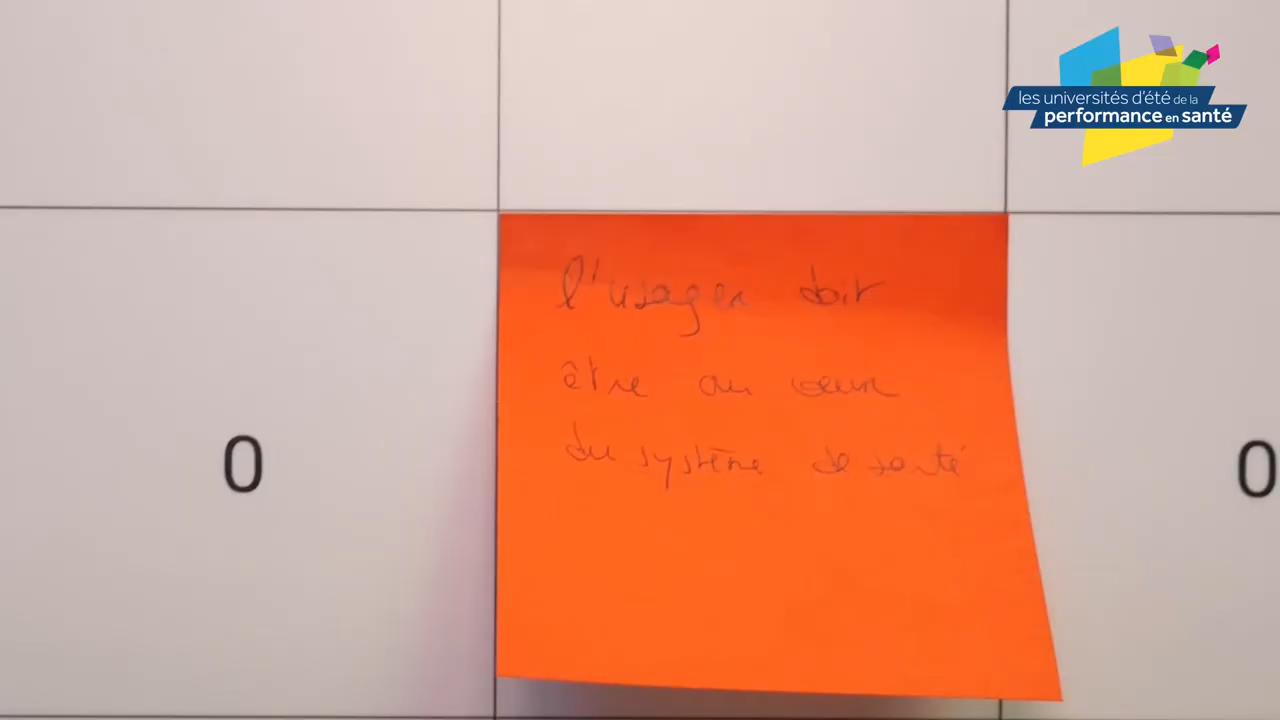 les universités d'été de la
performance en santé
l'usager doit
être au cœur
du système de santé
0
0